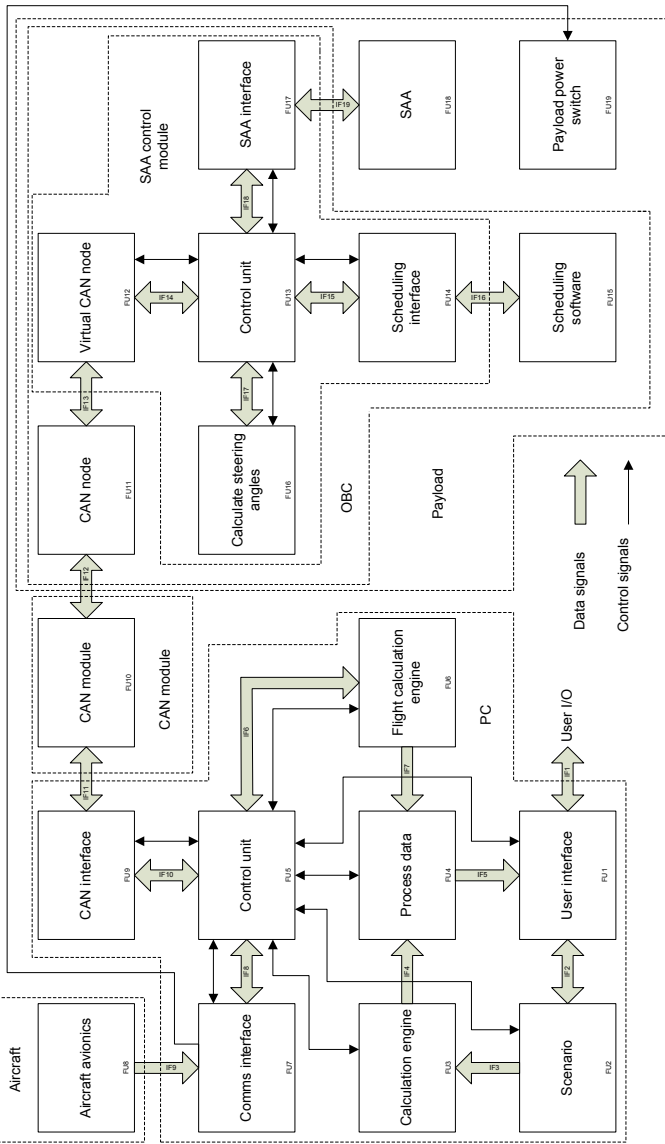 Aircraft
Aircraft avionics
FU8
IF9
Comms interface
FU7
IF8
Calculation engine
FU3
IF3
IF4
Scenario
FU2
IF2
CAN interface
FU9
IF10
Control unit
FU5
Process data
FU4
IF5
User interface
FU1
IF1
User I/O
IF6
IF7
Flight calculation
engine
FU6
PC
IF11
CAN module
FU10
CAN module
IF12
CAN node
FU11
IF13
Virtual CAN node
FU12
IF14
SAA control
module
Calculate steering
angles
FU16
IF17
Control unit
FU13
IF18
SAA interface
FU17
IF15
IF19
Scheduling
interface
FU14
SAA
FU18
IF16
Scheduling
software
FU15
Payload power
switch
FU19
OBC
Payload
Data signals
Control signals